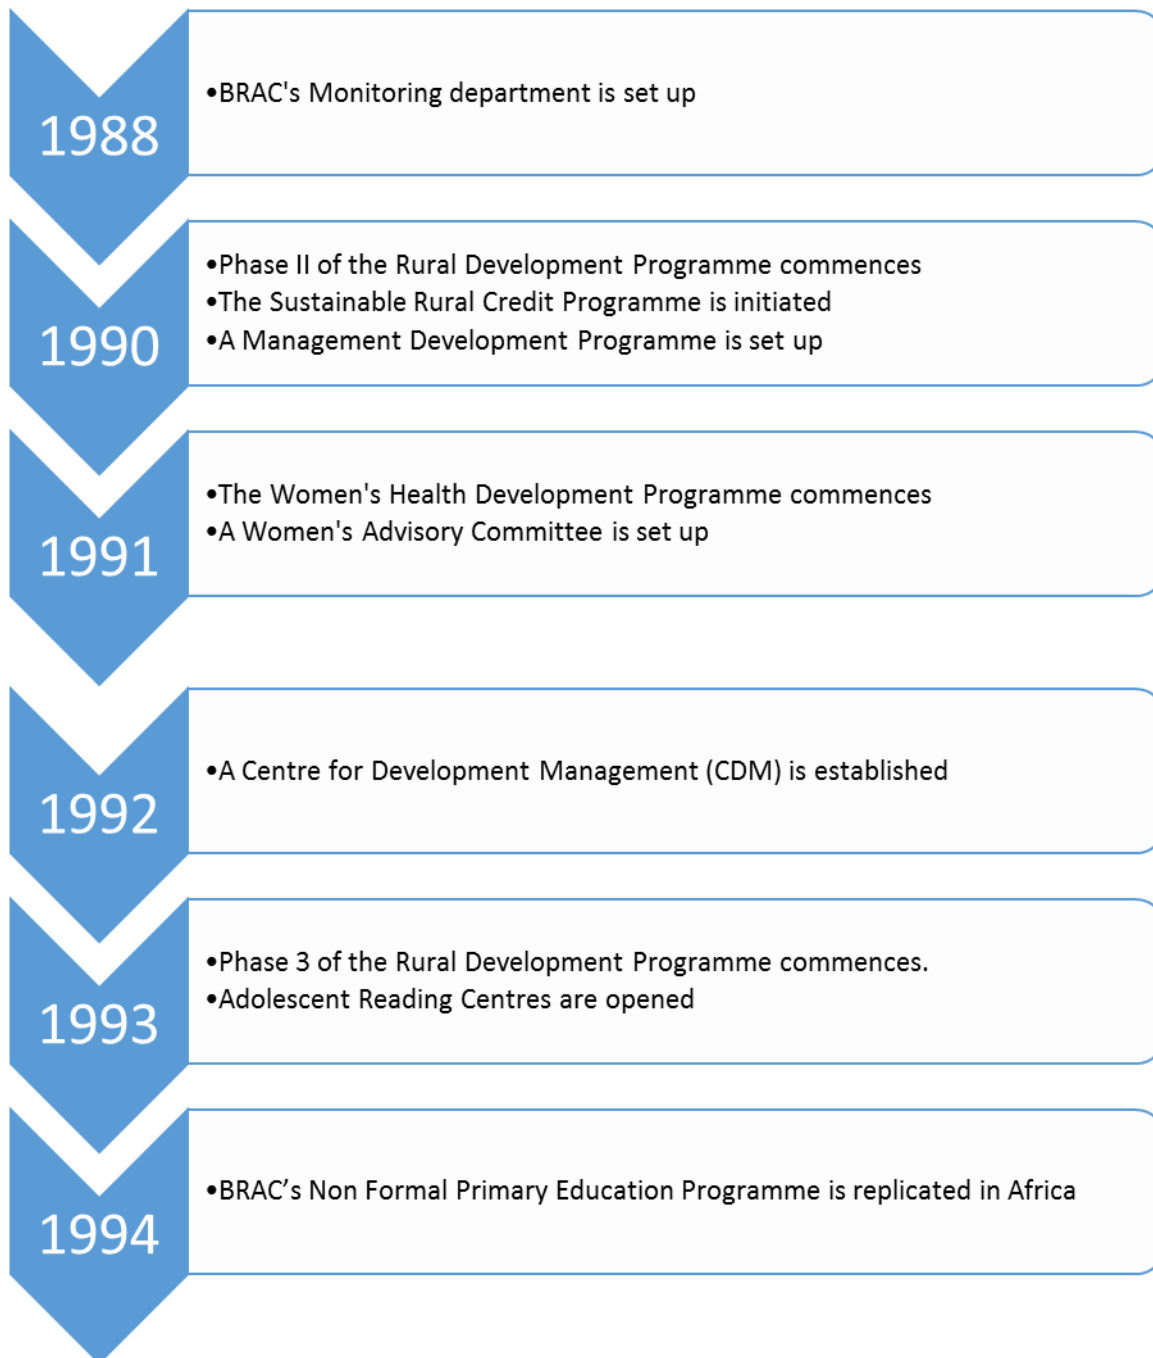 1988
•BRAC's Monitoring department is set up
1990
•Phase II of the Rural Development Programme commences
•The Sustainable Rural Credit Programme is initiated
•A Management Development Programme is set up
1991
•The Women's Health Development Programme commences
•A Women's Advisory Committee is set up
1992
•A Centre for Development Management (CDM) is established
1993
•Phase 3 of the Rural Development Programme commences.
•Adolescent Reading Centres are opened
1994
•BRAC’s Non Formal Primary Education Programme is replicated in Africa